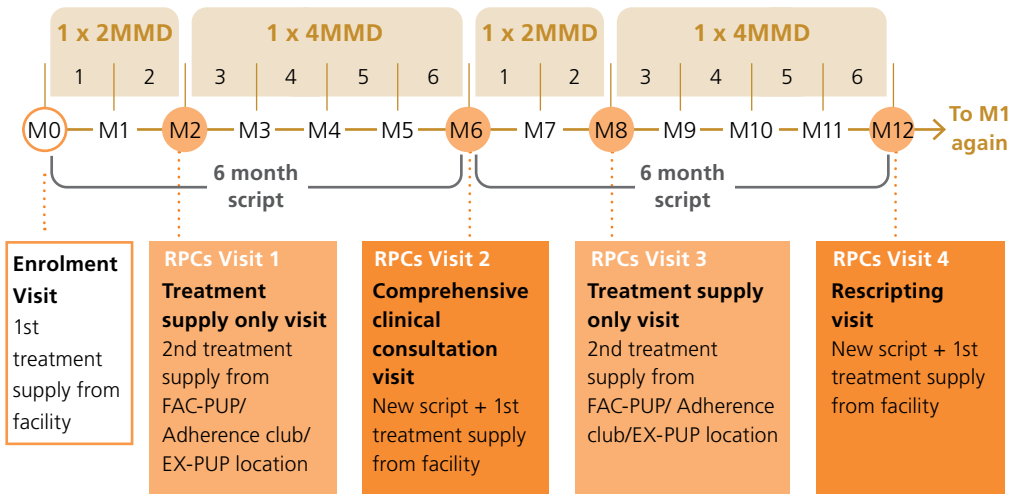 1 x 2MMD
1 x 4MMD
1 x 2MMD
1 x 4MMD
1 2 3 4 5 6 1 2 3 4 5 6
M0 M1 M2 M3 M4 M5 M6 M7 M8 M9 M10 M11 M12
To M1
again
6 month
script
6 month
script
Enrolment
Visit
1st
treatment
supply from
facility
RPCs Visit 1
Treatment
supply only visit
2nd treatment
supply from
FAC-PUP/
Adherence club/
EX-PUP location
RPCs Visit 2
Comprehensive
clinical
consultation
visit
New script + 1st
treatment supply
from facility
RPCs Visit 3
Treatment supply
only visit
2nd treatment
supply from
FAC-PUP/ Adherence
club/EX-PUP location
RPCs Visit 4
Rescripting
visit
New script + 1st
treatment supply
from facility